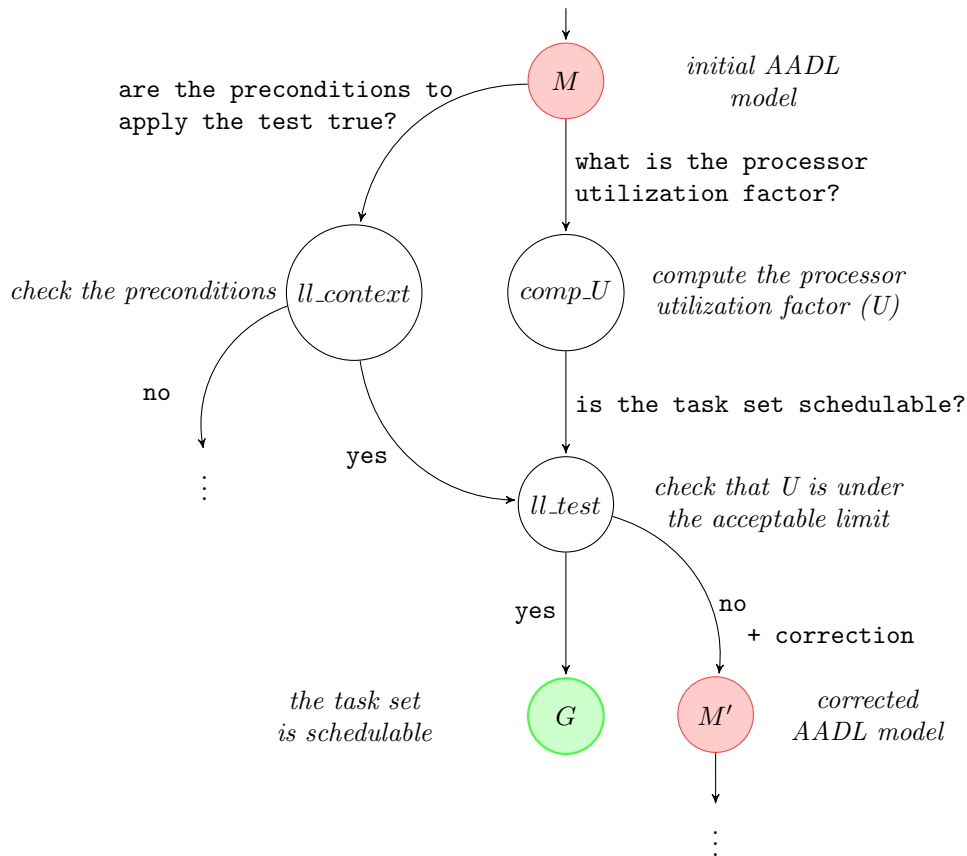 M
initial AADL
model
are the preconditions to
apply the test true?
what is the processor
utilization factor?
check the preconditions
ll_context
comp_U
compute the processor
utilization factor (U)
no
is the task set schedulable?
yes
⋮
ll_test
check that U is under
the acceptable limit
yes
no
+ correction
the task set
is schedulable
G
M′
corrected
AADL model
⋮